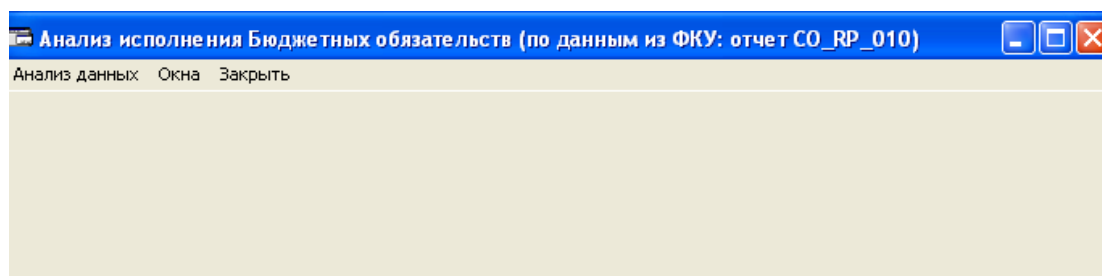 Анализ исполнения Бюджетных обязательств (по данным из ФКУ: отчет CO_RP_010)
Анализ данных Окна Закрыть